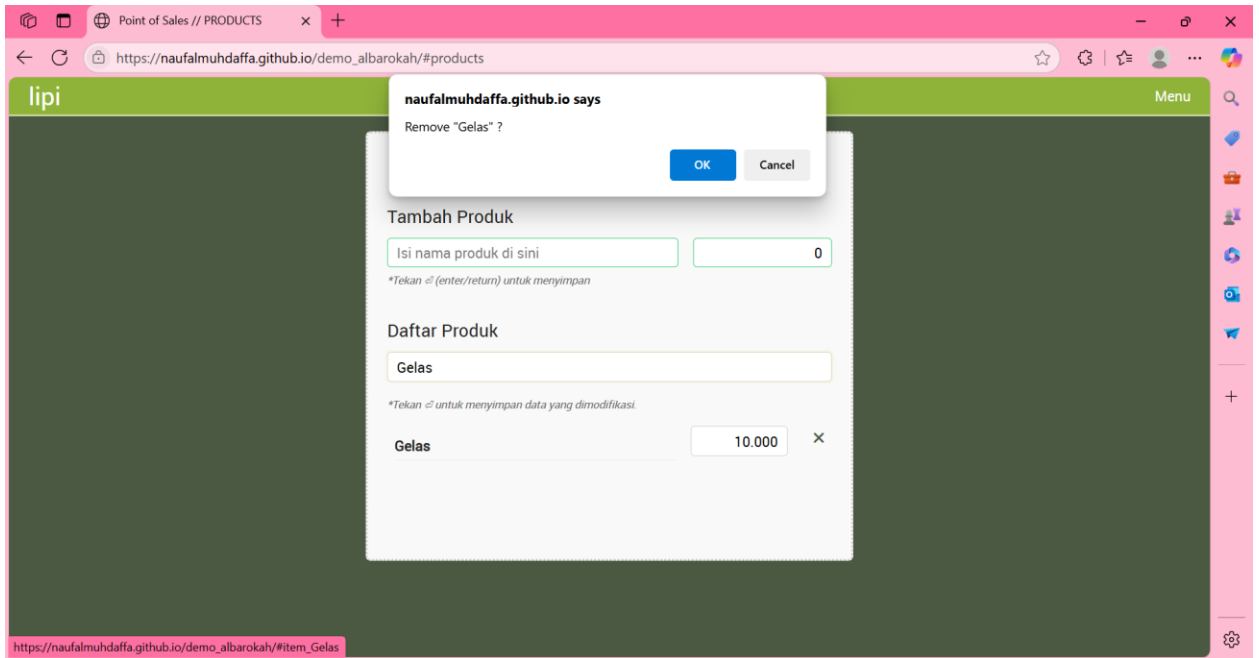 Point of Sales // PRODUCTS
https://naufalmuhdaffa.github.io/demo_albarokah/#products
lipi
Menu
naufalmuhdaffa.github.io says
Remove "Gelas" ?
OK
Cancel
Tambah Produk
Isi nama produk di sini
0
*Tekan ⏎ (enter/return) untuk menyimpan
Daftar Produk
Gelas
*Tekan ⏎ untuk menyimpan data yang dimodifikasi.
Gelas
10.000
https://naufalmuhdaffa.github.io/demo_albarokah/#item_Gelas